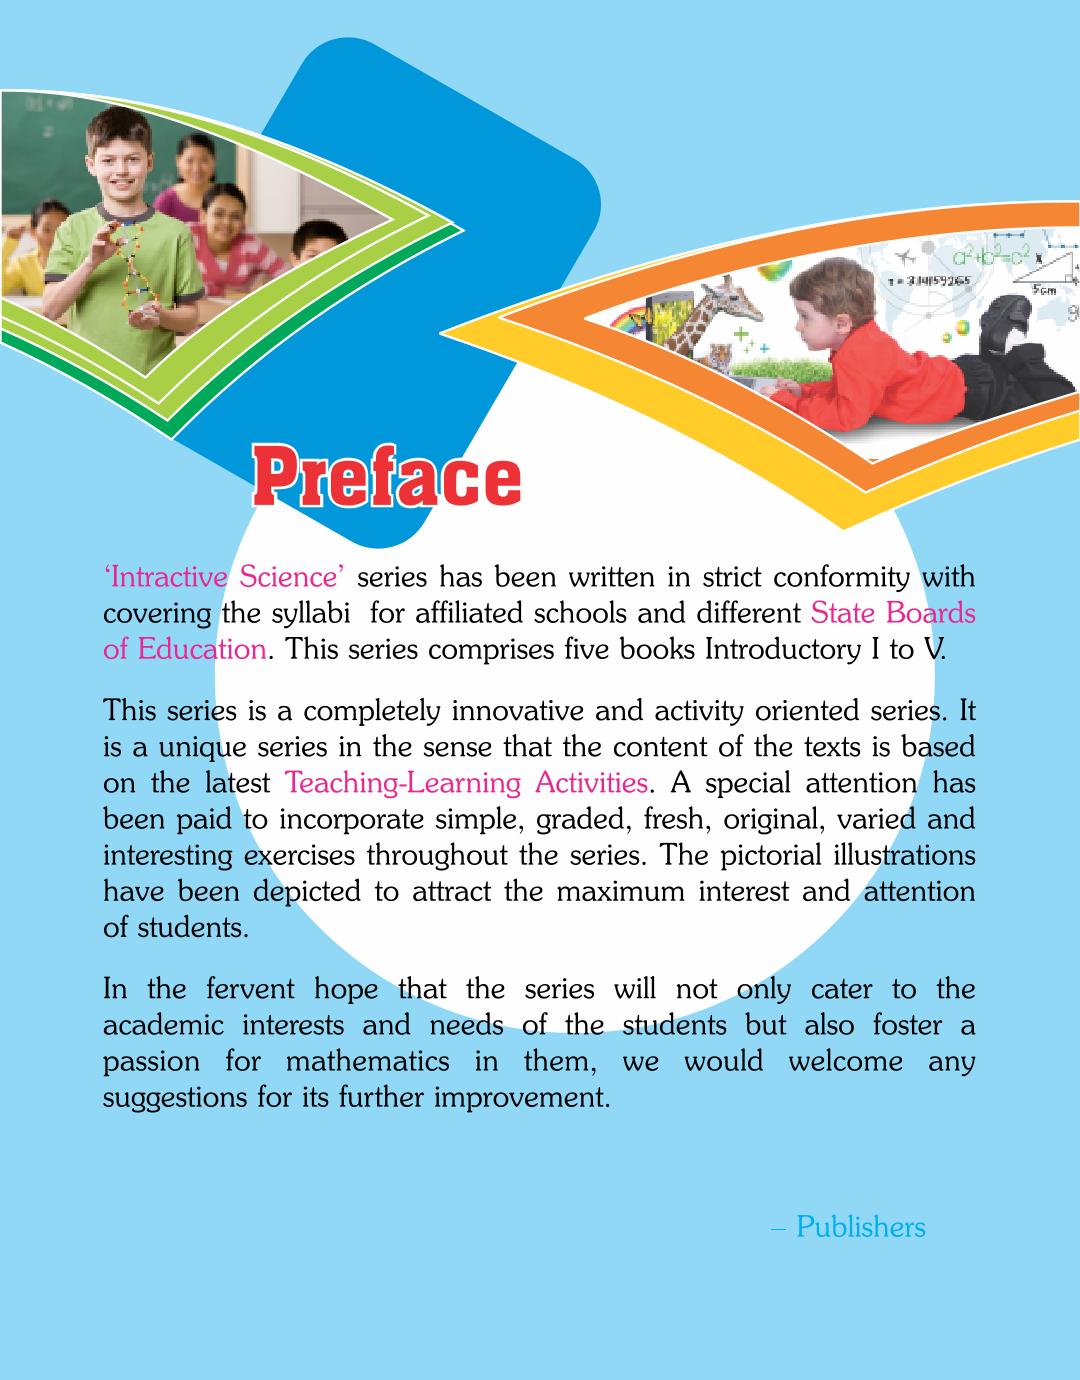 a²+b²=c²
π = 3.14159265
5cm
Preface
‘Intractive Science’ series has been written in strict conformity with
covering the syllabi for affiliated schools and different State Boards
of Education. This series comprises five books Introductory I to V.
This series is a completely innovative and activity oriented series. It
is a unique series in the sense that the content of the texts is based
on the latest Teaching-Learning Activities. A special attention has
been paid to incorporate simple, graded, fresh, original, varied and
interesting exercises throughout the series. The pictorial illustrations
have been depicted to attract the maximum interest and attention
of students.
In the fervent hope that the series will not only cater to the
academic interests and needs of the students but also foster a
passion for mathematics in them, we would welcome any
suggestions for its further improvement.
– Publishers